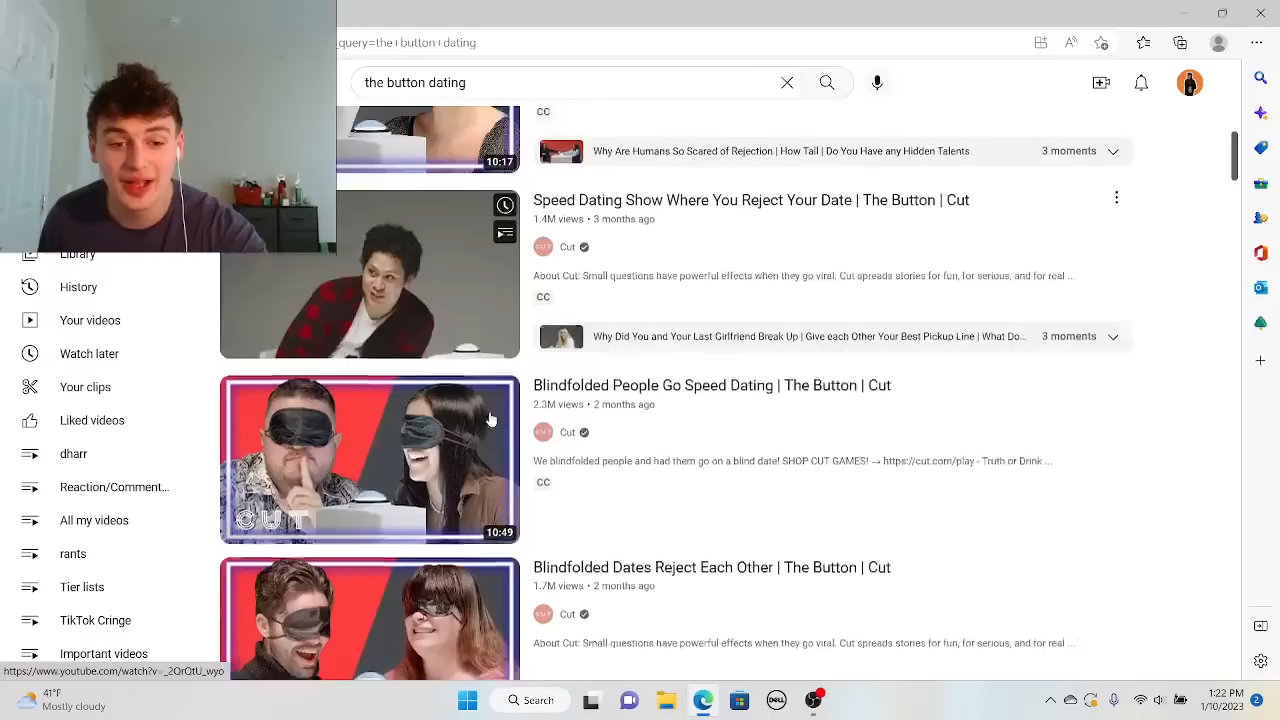 _query=the+button+dating
the button dating
CC
10:17
Why Are Humans So Scared of Rejection | How Tall | Do You Have any Hidden Talents
3 moments
Speed Dating Show Where You Reject Your Date | The Button | Cut
1.4M views • 3 months ago
CUT
Cut
About Cut: Small questions have powerful effects when they go viral. Cut spreads stories for fun, for serious, and for real ...
CC
Why Did You and Your Last Girlfriend Break Up | Give each Other Your Best Pickup Line | What Do...
3 moments
Library
History
Your videos
Watch later
Your clips
Liked videos
dharr
Reaction/Comment...
All my videos
rants
Tier lists
TikTok Cringe
Important videos
Blindfolded People Go Speed Dating | The Button | Cut
2.3M views • 2 months ago
CUT
Cut
We blindfolded people and had them go on a blind date! SHOP CUT GAMES! → https://cut.com/play - Truth or Drink ...
CC
CUT
10:49
Blindfolded Dates Reject Each Other | The Button | Cut
1.7M views • 2 months ago
CUT
Cut
About Cut: Small questions have powerful effects when they go viral. Cut spreads stories for fun, for serious, and for real ...
41°F
Mostly cloudy
Search
DELL
1:22 PM
2